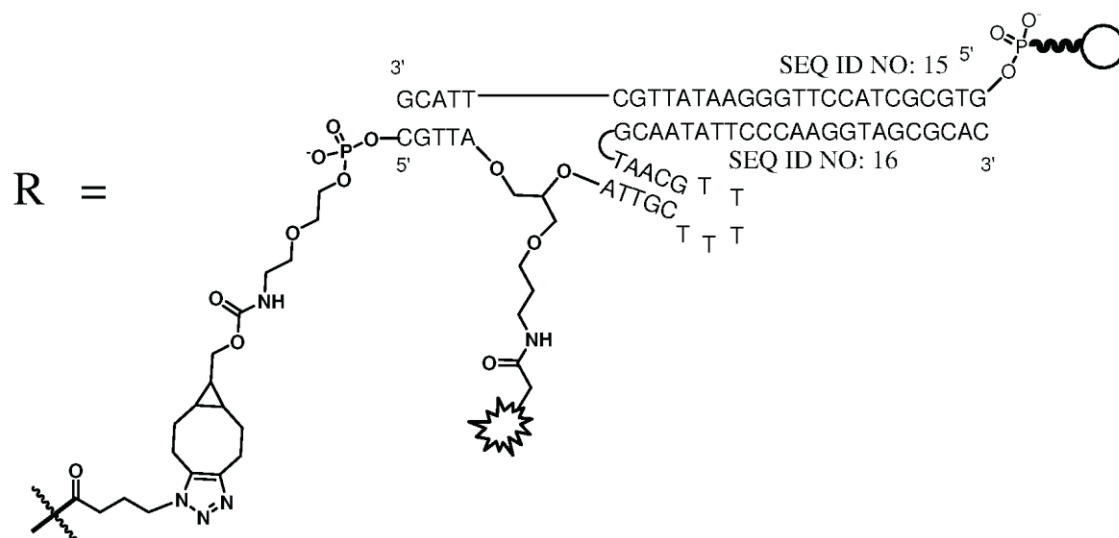 O⁻
O=P
5'
O
SEQ ID NO: 15
3'
GCATT CGTTATAAGGGTTCCATCGCGTG
O
⁻O-P-O CGTTA GCAATATTCCCAAGGTAGCGCAC
5' SEQ ID NO: 16 3'
O O O TAACG T T
R = ATTGC T T T T
O O
O NH
O NH
O O
O
N N N